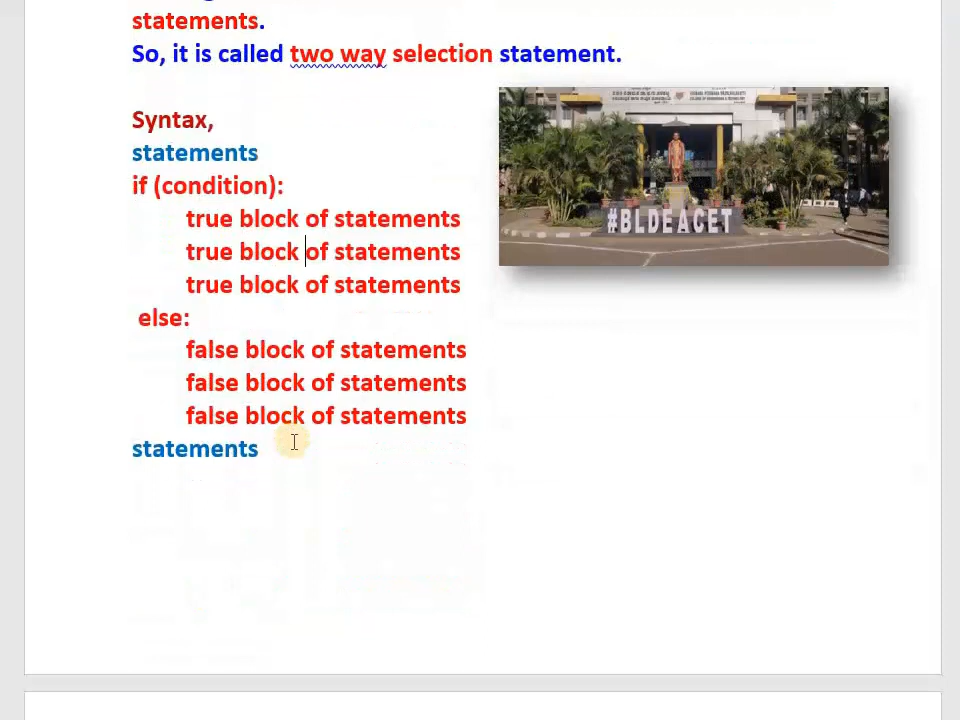 statements.
So, it is called two way selection statement.
Syntax,
statements
if (condition):
true block of statements
true block of statements
true block of statements
else:
false block of statements
false block of statements
false block of statements
statements
#BLDEACET